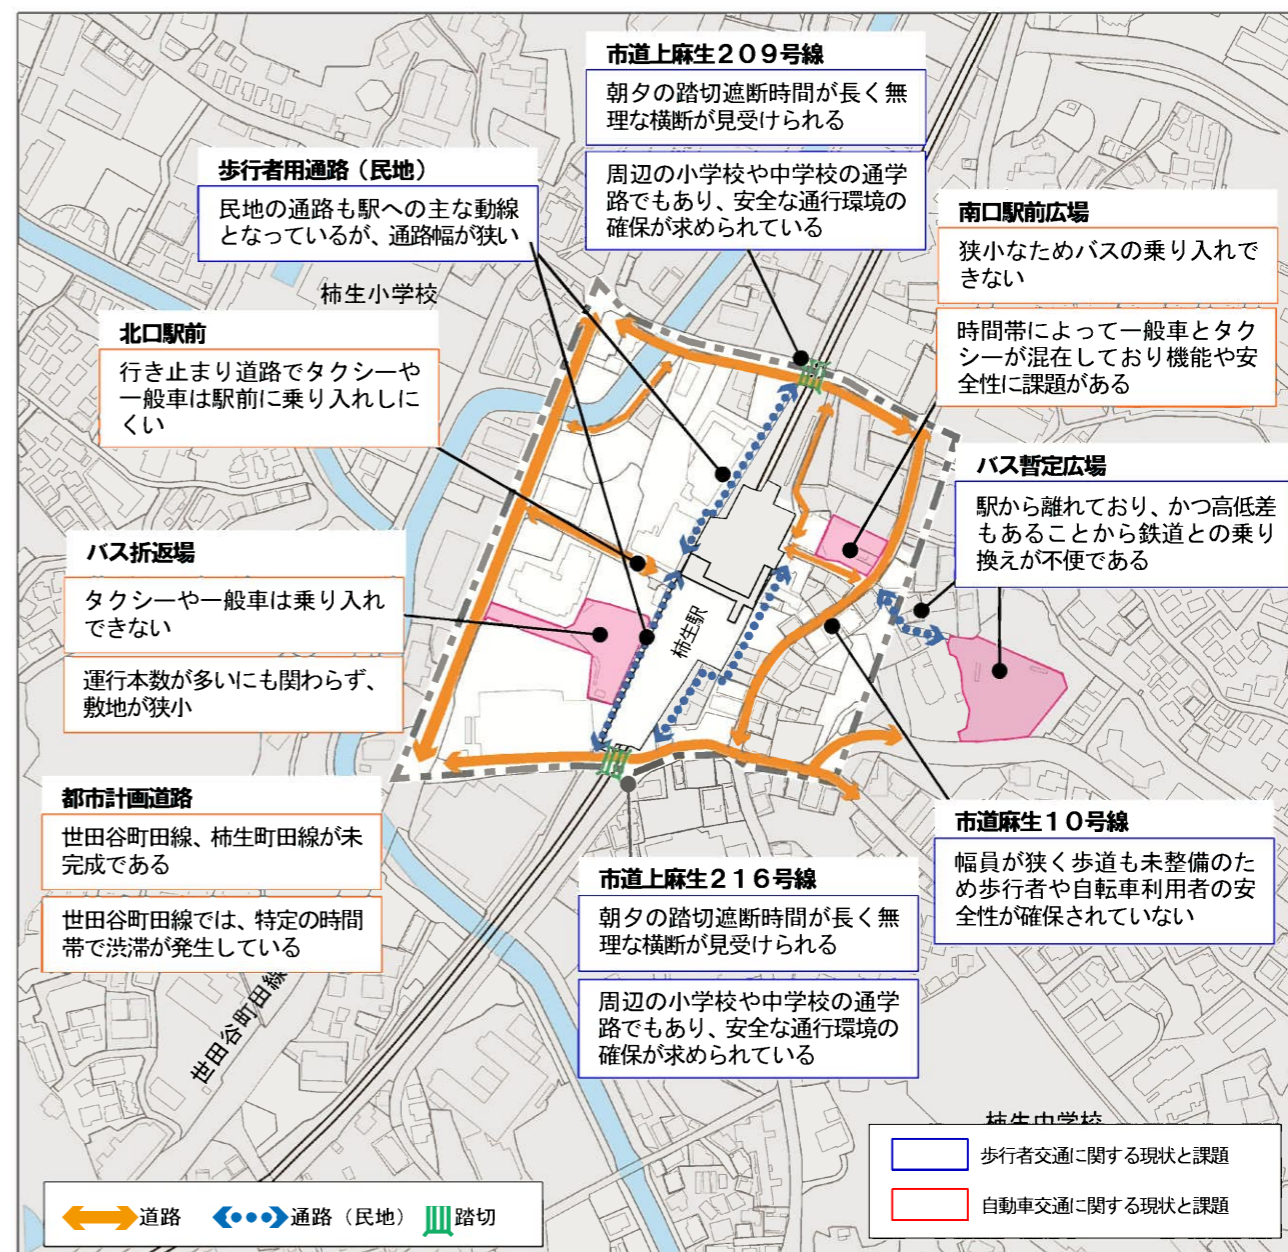 市道上麻生２０９号線
朝夕の踏切遮断時間が長く無
理な横断が見受けられる
周辺の小学校や中学校の通学
路でもあり、安全な通行環境の
確保が求められている
歩行者用通路（民地）
民地の通路も駅への主な動線
となっているが、通路幅が狭い
南口駅前広場
狭小なためバスの乗り入れで
きない
時間帯によって一般車とタク
シーが混在しており機能や安
全性に課題がある
柿生小学校
北口駅前
行き止まり道路でタクシーや
一般車は駅前に乗り入れしに
くい
バス暫定広場
駅から離れており、かつ高低差
もあることから鉄道との乗り
換えが不便である
バス折返場
タクシーや一般車は乗り入れ
できない
運行本数が多いにも関わらず、
敷地が狭小
柿生駅
都市計画道路
世田谷町田線、柿生町田線が未
完成である
世田谷町田線では、特定の時間
帯で渋滞が発生している
世田谷町田線
市道上麻生２１６号線
朝夕の踏切遮断時間が長く無
理な横断が見受けられる
周辺の小学校や中学校の通学
路でもあり、安全な通行環境の
確保が求められている
市道麻生１０号線
幅員が狭く歩道も未整備のた
め歩行者や自転車利用者の安
全性が確保されていない
柿生中学校
歩行者交通に関する現状と課題
自動車交通に関する現状と課題
道路
通路（民地）
踏切